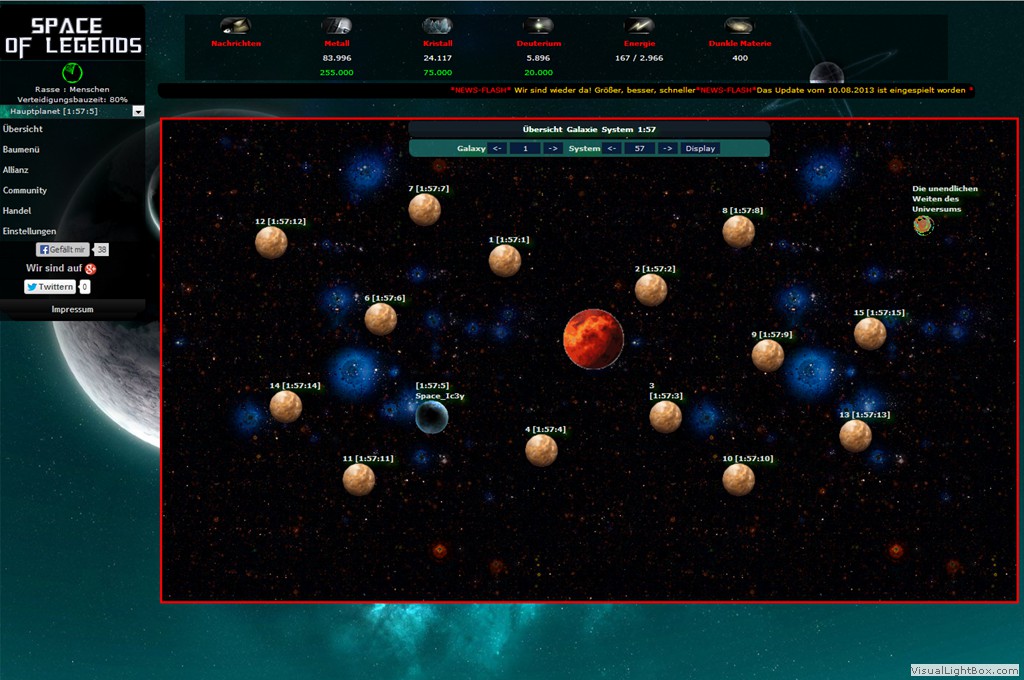 SPACE
OF LEGENDS
Rasse : Menschen
Verteidigungsbauzeit: 80%
Hauptplanet [1:57:5]
Übersicht
Baumenü
Allianz
Community
Handel
Einstellungen
Gefällt mir 38
Wir sind auf g+
Twittern 0
Impressum
Nachrichten Metall Kristall Deuterium Energie Dunkle Materie
83.996 24.117 5.896 167 / 2.966 400
255.000 75.000 20.000
*NEWS-FLASH* Wir sind wieder da! Größer, besser, schneller*NEWS-FLASH*Das Update vom 10.08.2013 ist eingespielt worden *
Übersicht Galaxie System 1:57
Galaxy <- 1 -> System <- 57 -> Display
7 [1:57:7]
Die unendlichen
Weiten des
Universums
12 [1:57:12]
8 [1:57:8]
1 [1:57:1]
2 [1:57:2]
6 [1:57:6]
15 [1:57:15]
9 [1:57:9]
14 [1:57:14]
[1:57:5]
Space_Ic3y
3
[1:57:3]
13 [1:57:13]
4 [1:57:4]
11 [1:57:11]
10 [1:57:10]
VisualLightBox.com